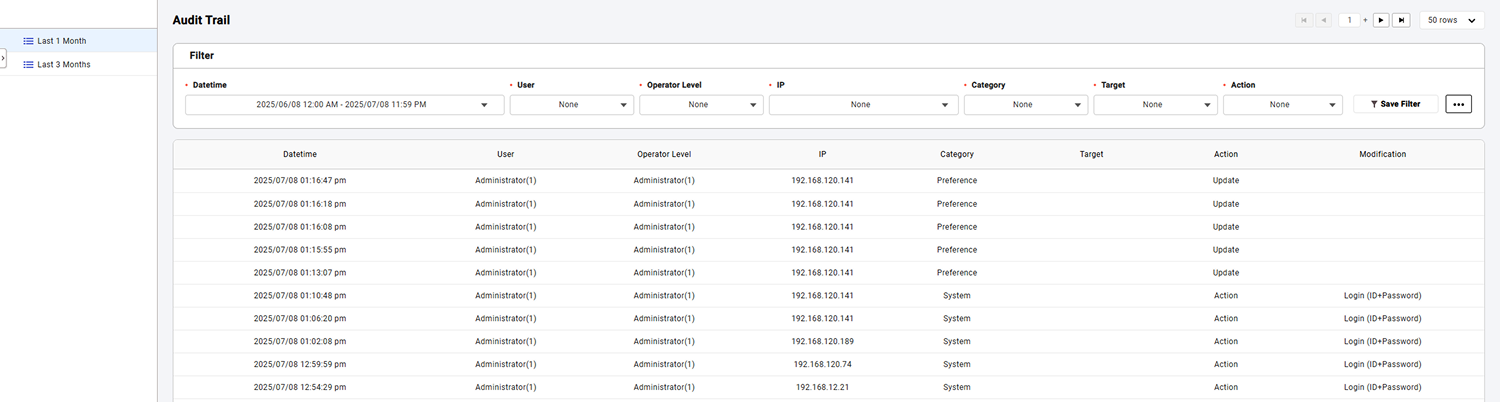 Audit Trail
1 +
50 rows
Last 1 Month
Last 3 Months
Filter
Datetime User Operator Level IP Category Target Action
2025/06/08 12:00 AM - 2025/07/08 11:59 PM None None None None None None Save Filter
Datetime User Operator Level IP Category Target Action Modification
2025/07/08 01:16:47 pm Administrator(1) Administrator(1) 192.168.120.141 Preference Update
2025/07/08 01:16:18 pm Administrator(1) Administrator(1) 192.168.120.141 Preference Update
2025/07/08 01:16:08 pm Administrator(1) Administrator(1) 192.168.120.141 Preference Update
2025/07/08 01:15:55 pm Administrator(1) Administrator(1) 192.168.120.141 Preference Update
2025/07/08 01:13:07 pm Administrator(1) Administrator(1) 192.168.120.141 Preference Update
2025/07/08 01:10:48 pm Administrator(1) Administrator(1) 192.168.120.141 System Action Login (ID+Password)
2025/07/08 01:06:20 pm Administrator(1) Administrator(1) 192.168.120.141 System Action Login (ID+Password)
2025/07/08 01:02:08 pm Administrator(1) Administrator(1) 192.168.120.189 System Action Login (ID+Password)
2025/07/08 12:59:59 pm Administrator(1) Administrator(1) 192.168.120.74 System Action Login (ID+Password)
2025/07/08 12:54:29 pm Administrator(1) Administrator(1) 192.168.12.21 System Action Login (ID+Password)